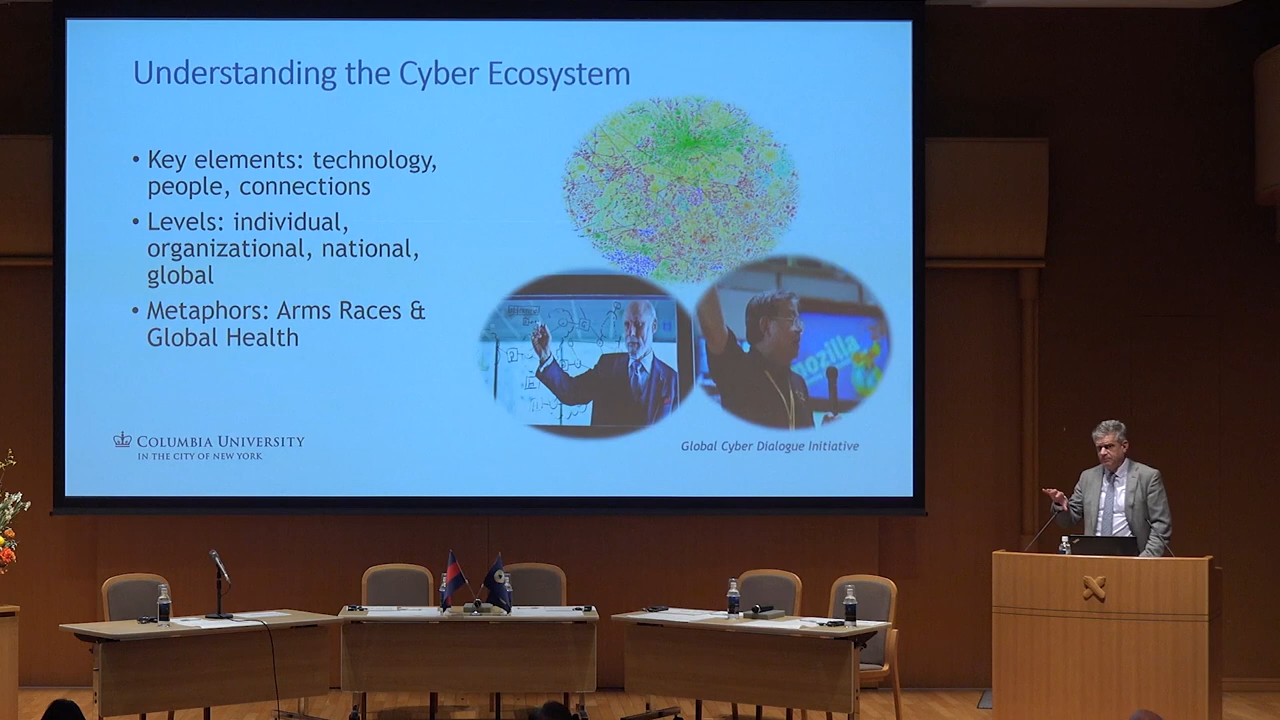 Understanding the Cyber Ecosystem
• Key elements: technology,
people, connections
• Levels: individual,
organizational, national,
global
• Metaphors: Arms Races &
Global Health
mozilla
Global Cyber Dialogue Initiative
COLUMBIA UNIVERSITY
IN THE CITY OF NEW YORK